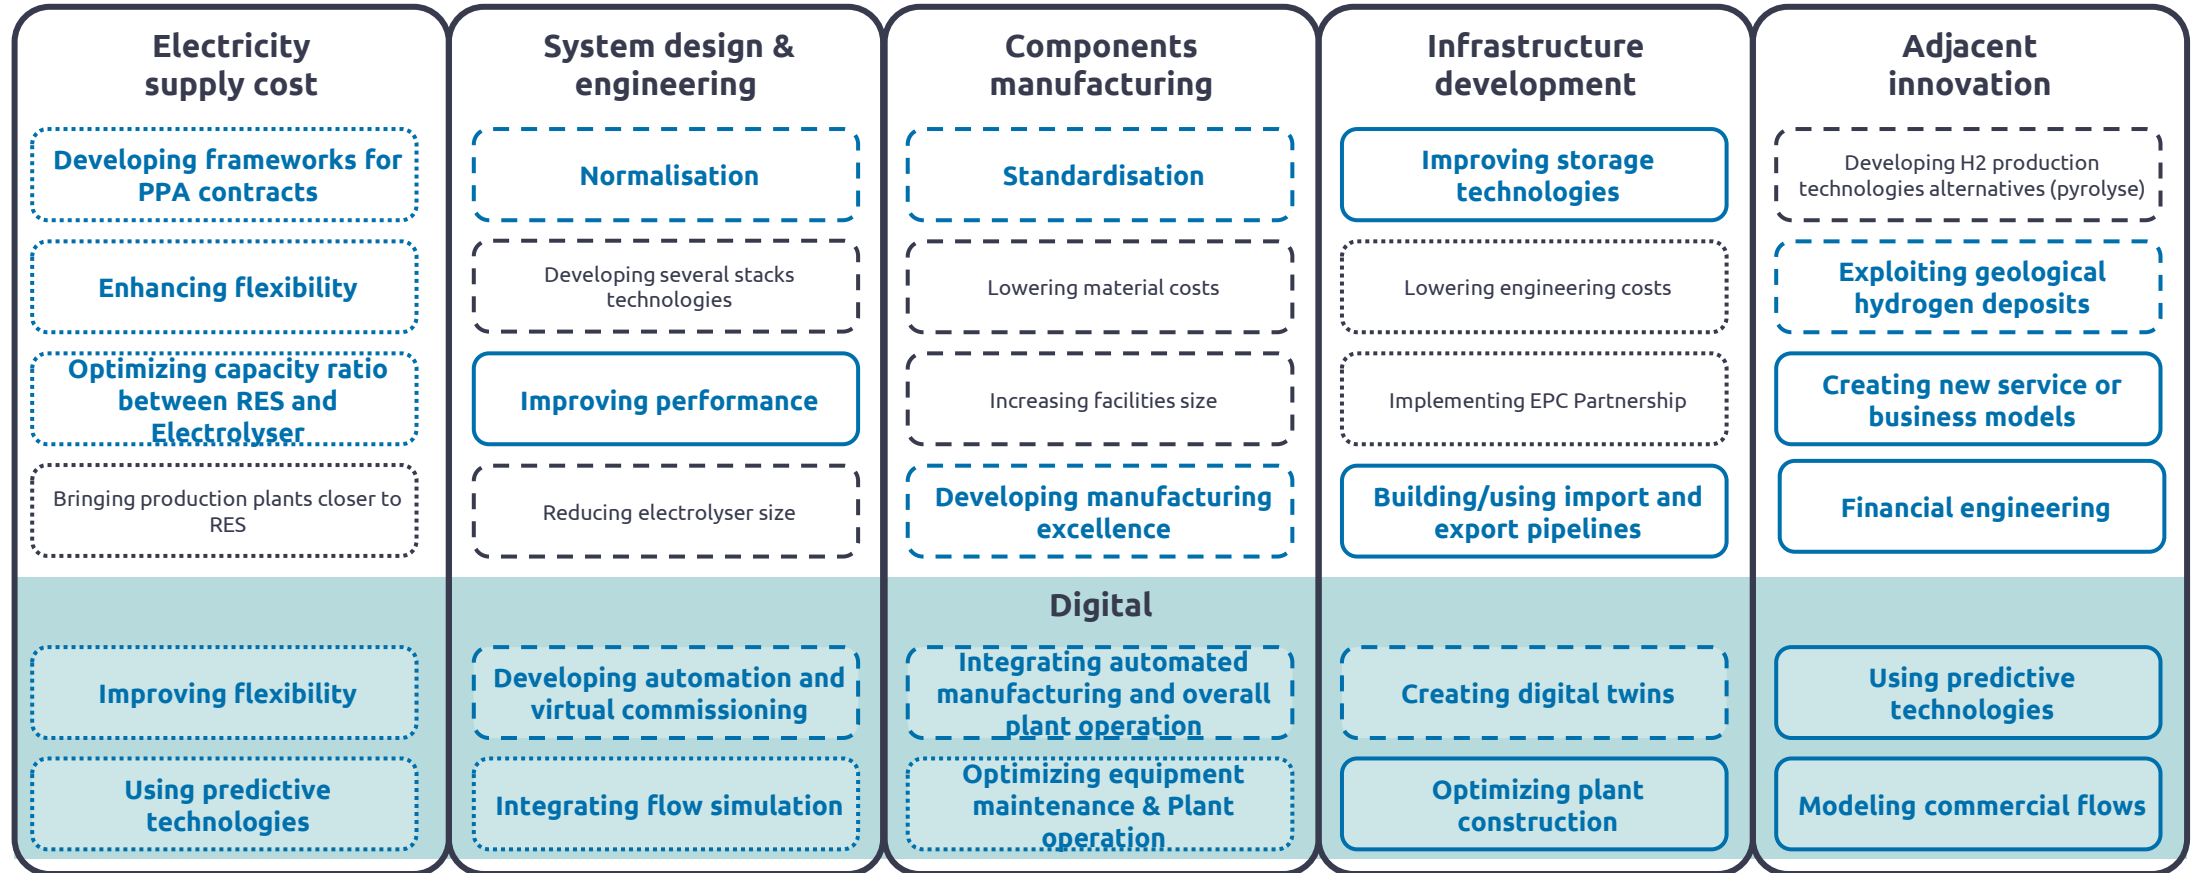 Electricity
supply cost
Developing frameworks for
PPA contracts
Enhancing flexibility
Optimizing capacity ratio
between RES and
Electrolyser
Bringing production plants closer to
RES
System design &
engineering
Normalisation
Developing several stacks
technologies
Improving performance
Reducing electrolyser size
Components
manufacturing
Standardisation
Lowering material costs
Increasing facilities size
Developing manufacturing
excellence
Infrastructure
development
Improving storage
technologies
Lowering engineering costs
Implementing EPC Partnership
Building/using import and
export pipelines
Adjacent
innovation
Developing H2 production
technologies alternatives (pyrolyse)
Exploiting geological
hydrogen deposits
Creating new service or
business models
Financial engineering
Digital
Improving flexibility
Using predictive
technologies
Developing automation and
virtual commissioning
Integrating flow simulation
Integrating automated
manufacturing and overall
plant operation
Optimizing equipment
maintenance & Plant
operation
Creating digital twins
Optimizing plant
construction
Using predictive
technologies
Modeling commercial flows